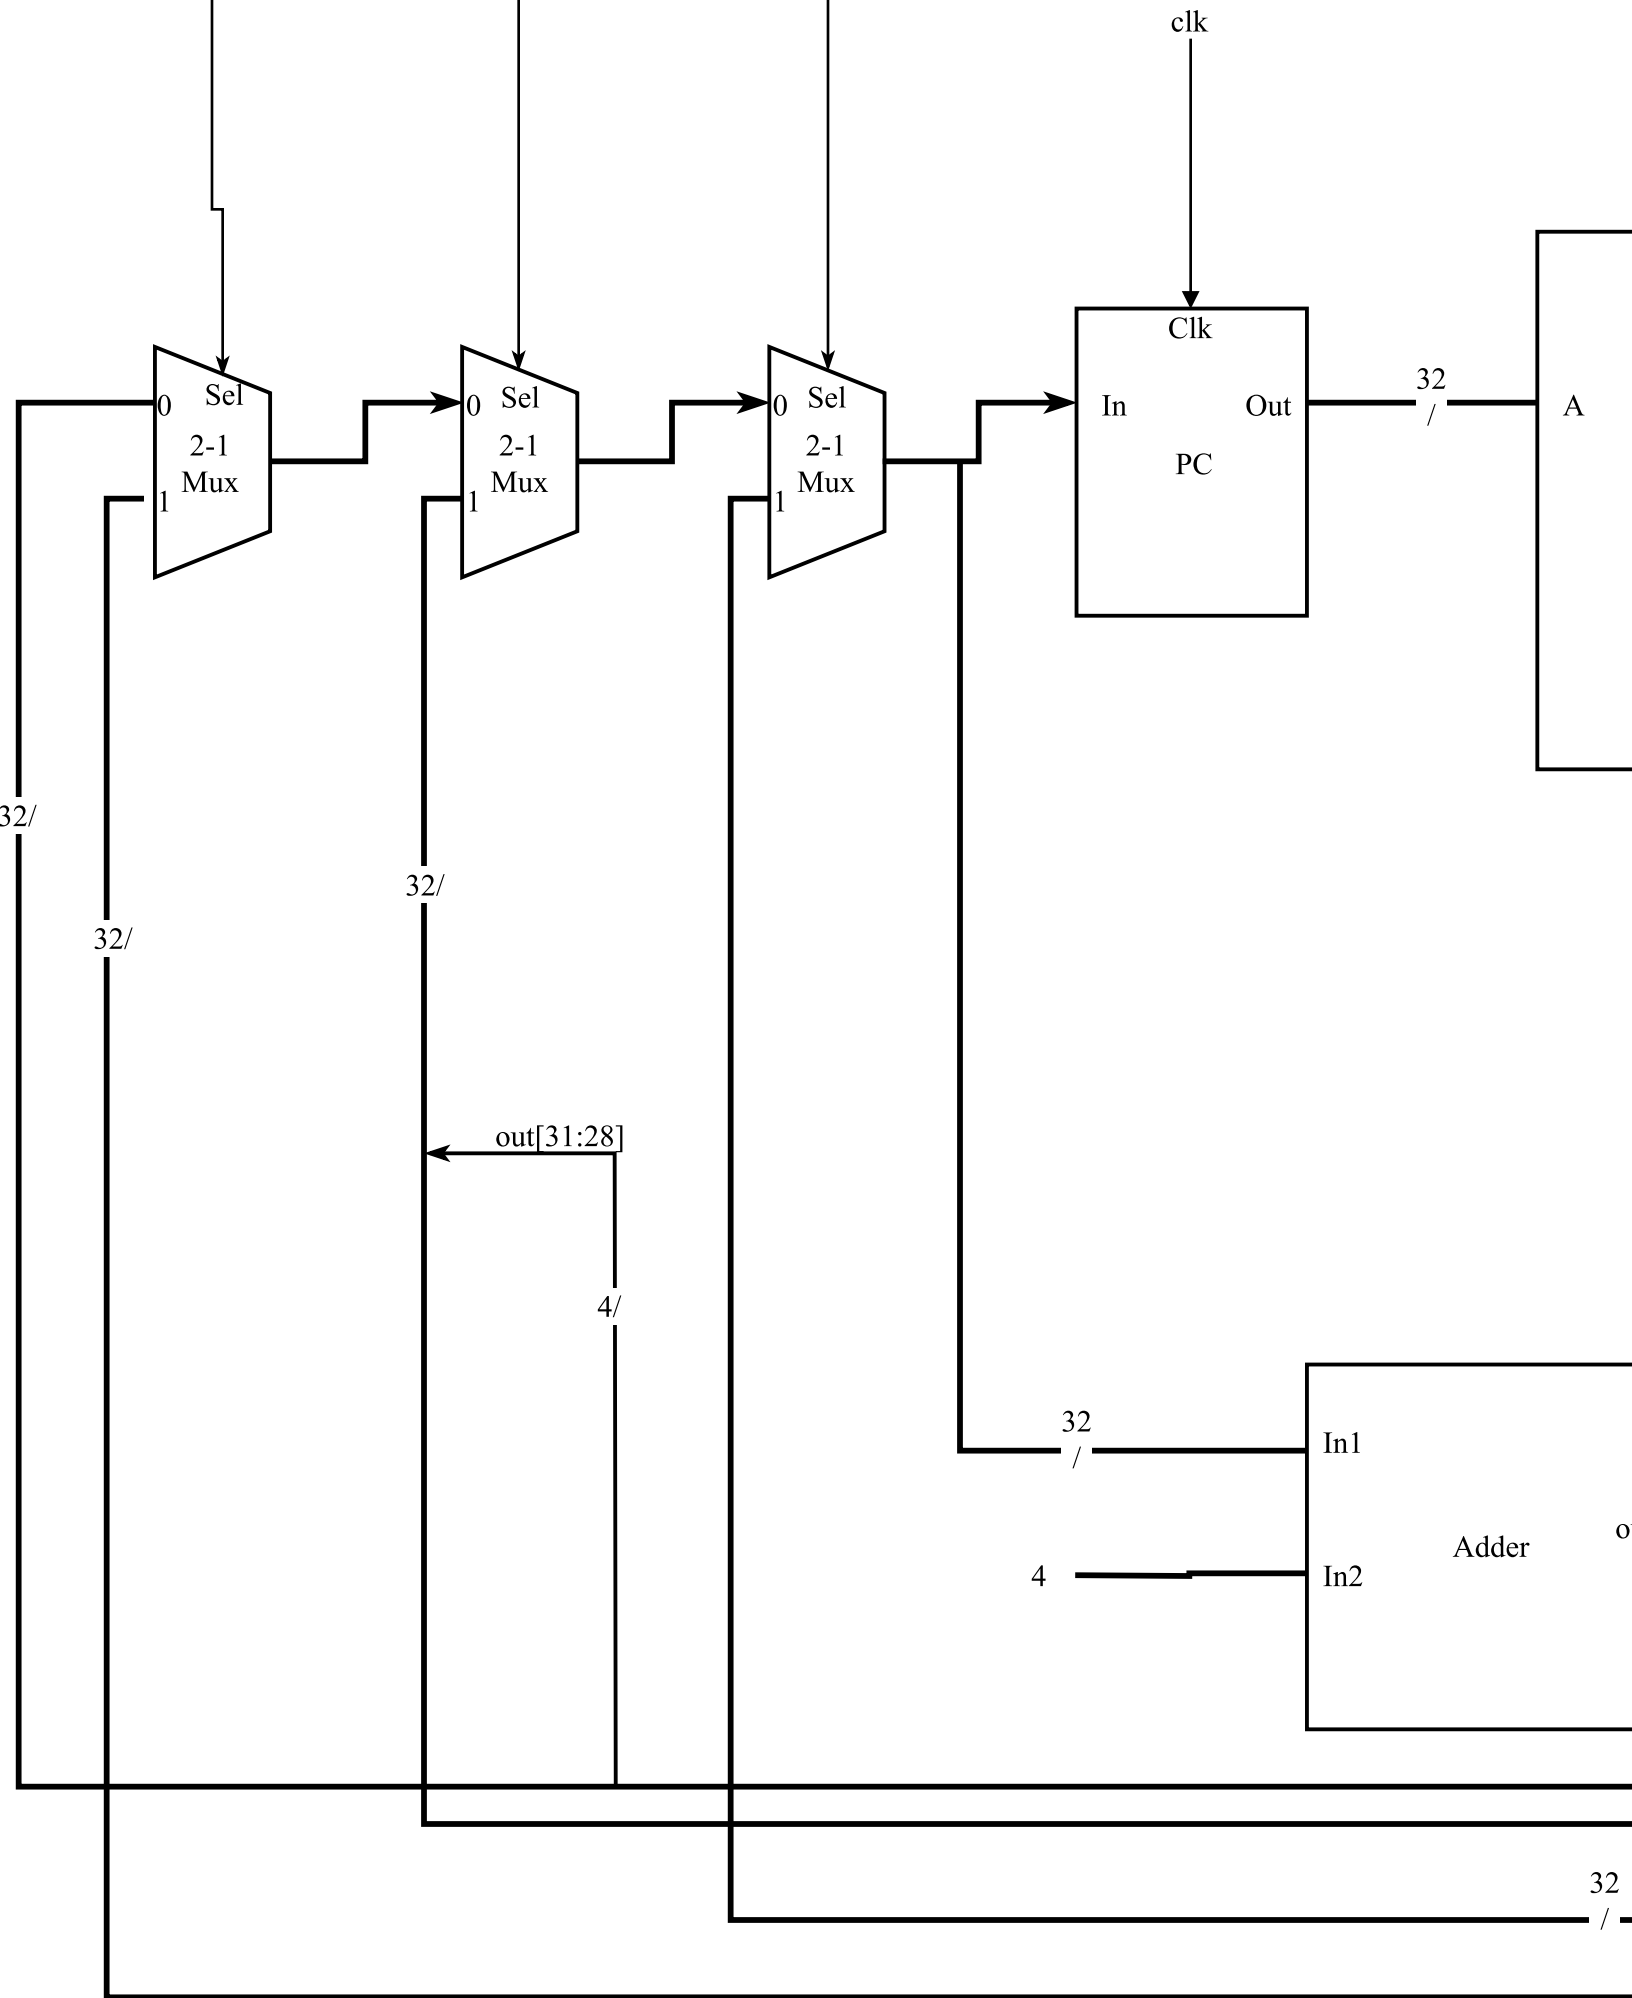 clk
Clk
32
/
0
Sel
2-1
Mux
1
0
Sel
2-1
Mux
1
0
Sel
2-1
Mux
1
In
Out
PC
A
32/
32/
32/
out[31:28]
4/
32
/
In1
Adder
4
In2
32
/